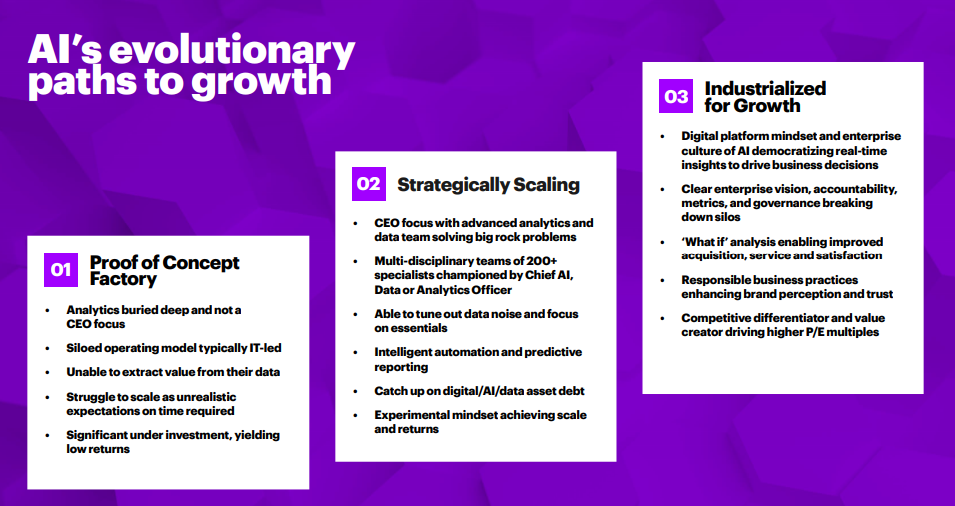 AI's evolutionary
paths to growth
01
Proof of Concept
Factory
• Analytics buried deep and not a
CEO focus
• Siloed operating model typically IT-led
• Unable to extract value from their data
• Struggle to scale as unrealistic
expectations on time required
• Significant under investment, yielding
low returns
02
Strategically Scaling
• CEO focus with advanced analytics and
data team solving big rock problems
• Multi-disciplinary teams of 200+
specialists championed by Chief AI,
Data or Analytics Officer
• Able to tune out data noise and focus
on essentials
• Intelligent automation and predictive
reporting
• Catch up on digital/AI/data asset debt
• Experimental mindset achieving scale
and returns
03
Industrialized
for Growth
• Digital platform mindset and enterprise
culture of AI democratizing real-time
insights to drive business decisions
• Clear enterprise vision, accountability,
metrics, and governance breaking
down silos
• ‘What if’ analysis enabling improved
acquisition, service and satisfaction
• Responsible business practices
enhancing brand perception and trust
• Competitive differentiator and value
creator driving higher P/E multiples